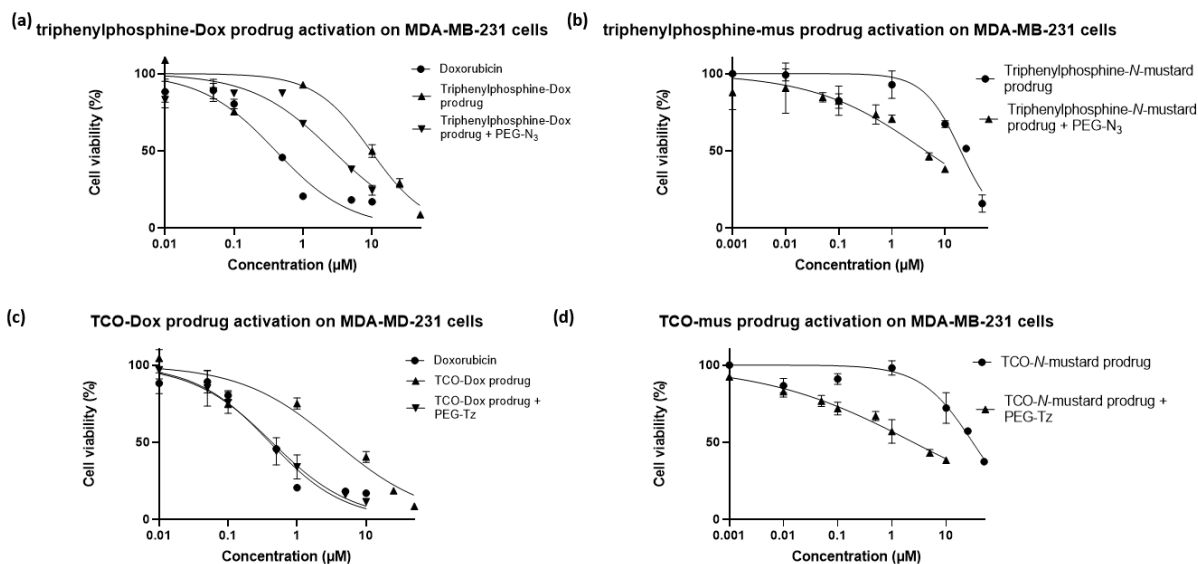 (a)
triphenylphosphine-Dox prodrug activation on MDA-MB-231 cells
Cell viability (%)
100
50
0
0.01
0.1
1
10
Concentration (µM)
Doxorubicin
Triphenylphosphine-Dox
prodrug
Triphenylphosphine-Dox
prodrug + PEG-N3
(b)
triphenylphosphine-mus prodrug activation on MDA-MB-231 cells
Cell viability (%)
100
50
0
0.001
0.01
0.1
1
10
Concentration (µM)
Triphenylphosphine-N-mustard
prodrug
Triphenylphosphine-N-mustard
prodrug + PEG-N3
(c)
TCO-Dox prodrug activation on MDA-MD-231 cells
Cell viability (%)
100
50
0
0.01
0.1
1
10
Concentration (µM)
Doxorubicin
TCO-Dox prodrug
TCO-Dox prodrug +
PEG-Tz
(d)
TCO-mus prodrug activation on MDA-MB-231 cells
Cell viability (%)
100
50
0
0.001
0.01
0.1
1
10
Concentration (µM)
TCO-N-mustard prodrug
TCO-N-mustard prodrug +
PEG-Tz